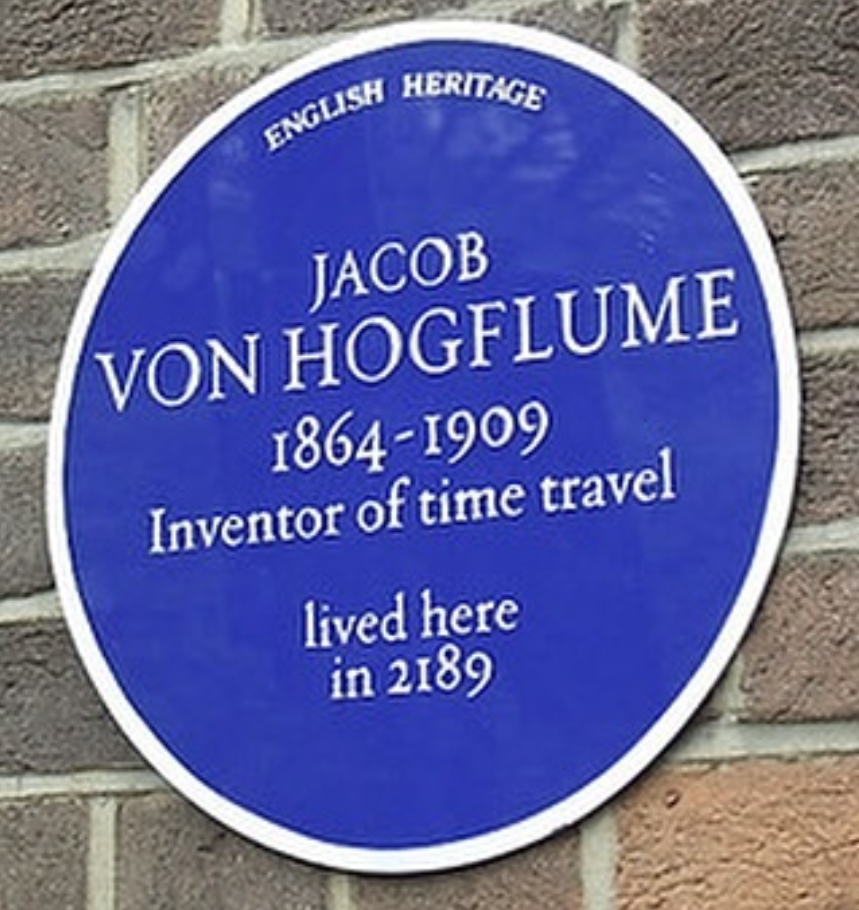 ENGLISH HERITAGE
JACOB
VON HOGFLUME
1864-1909
Inventor of time travel
lived here
in 2189